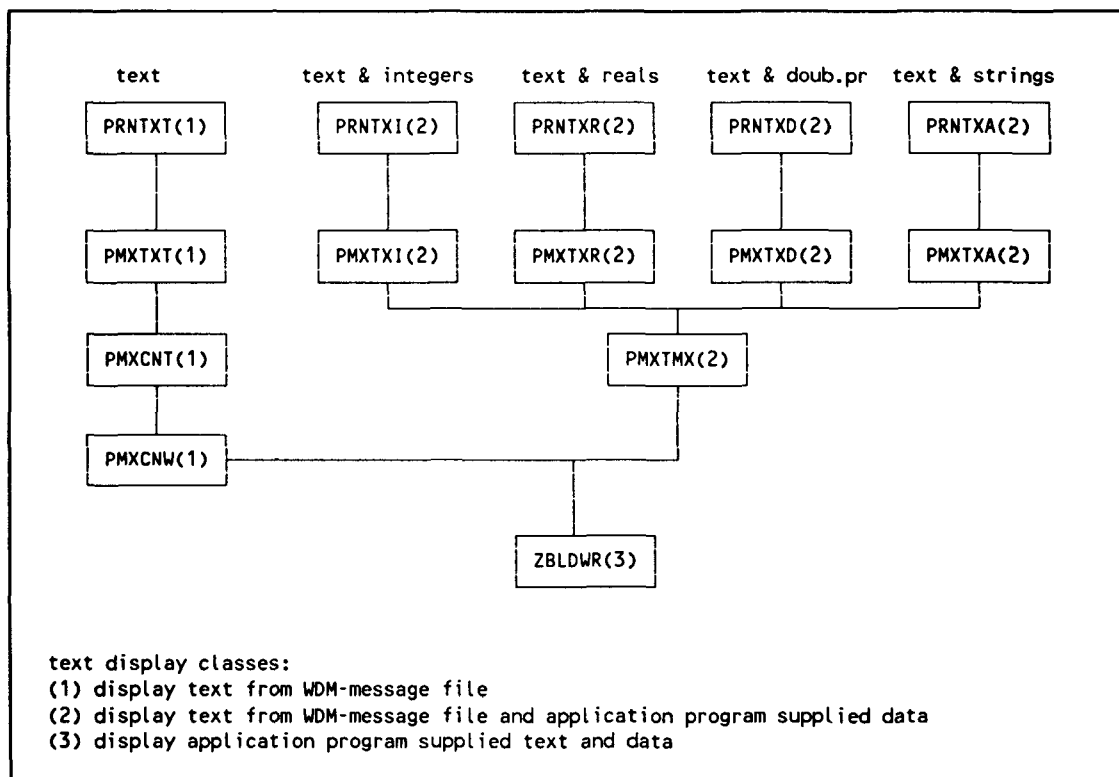 text text & integers text & reals text & doub.pr text & strings
PRNTXT(1) PRNTXI(2) PRNTXR(2) PRNTXD(2) PRNTXA(2)
PMXTXT(1) PMXTXI(2) PMXTXR(2) PMXTXD(2) PMXTXA(2)
PMXCNT(1) PMXTMX(2)
PMXCNW(1)
ZBLDWR(3)
text display classes:
(1) display text from WDM-message file
(2) display text from WDM-message file and application program supplied data
(3) display application program supplied text and data